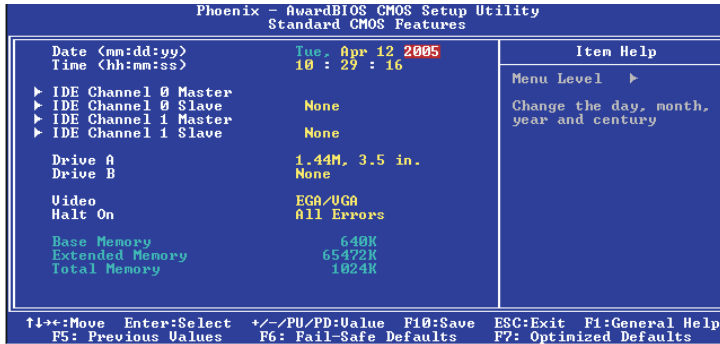 Phoenix - AwardBIOS CMOS Setup Utility
Standard CMOS Features
Date (mm:dd:yy) Tue, Apr 12 2005
Time (hh:mm:ss) 10 : 29 : 16
▶ IDE Channel 0 Master
▶ IDE Channel 0 Slave None
▶ IDE Channel 1 Master
▶ IDE Channel 1 Slave None
Drive A 1.44M, 3.5 in.
Drive B None
Video EGA/VGA
Halt On All Errors
Base Memory 640K
Extended Memory 65472K
Total Memory 1024K
Item Help
Menu Level ▶
Change the day, month,
year and century
↑↓→←:Move Enter:Select +/-/PU/PD:Value F10:Save ESC:Exit F1:General Help
F5: Previous Values F6: Fail-Safe Defaults F7: Optimized Defaults